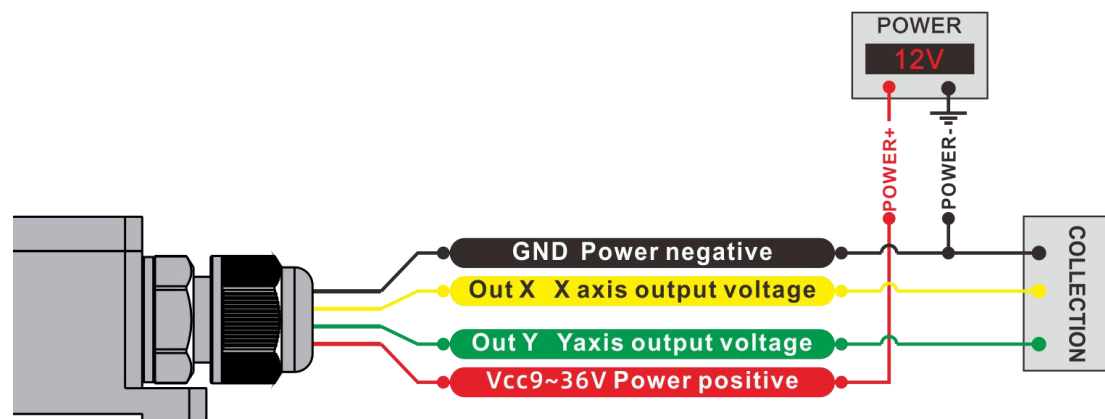 POWER
12V
POWER+
POWER-
GND Power negative
Out X X axis output voltage
Out Y Yaxis output voltage
Vcc9~36V Power positive
COLLECTION